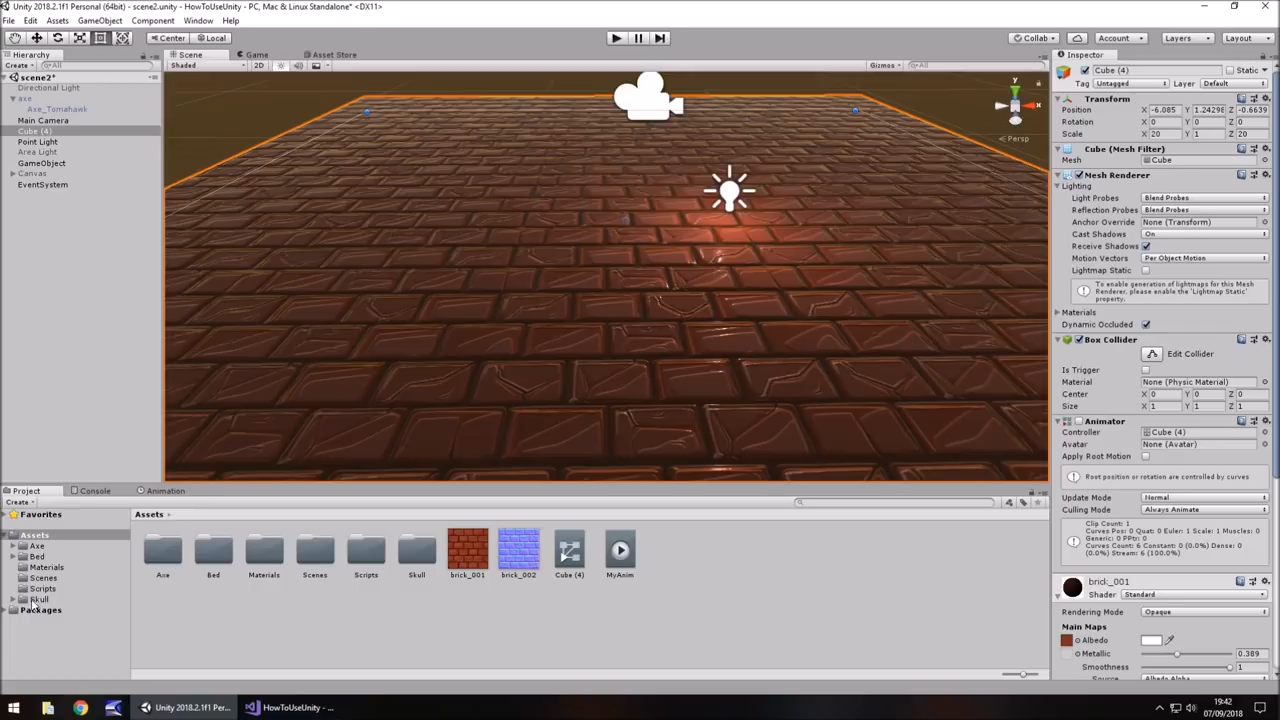 Unity 2018.2.1f1 Personal (64bit) - scene2.unity - HowToUseUnity - PC, Mac & Linux Standalone* <DX11>
File Edit Assets GameObject Component Window Help
Center Local Collab Account Layers Layout
Hierarchy
Create All
scene2*
Directional Light
axe
Axe_Tomahawk
Main Camera
Cube (4)
Point Light
Area Light
GameObject
Canvas
EventSystem
Scene Game Asset Store
Shaded 2D Gizmos All
y
x
Persp
Inspector
Cube (4) Static
Tag Untagged Layer Default
Transform
Position X -6.085 Y 1.24298 Z -0.6639
Rotation X 0 Y 0 Z 0
Scale X 20 Y 1 Z 20
Cube (Mesh Filter)
Mesh Cube
Mesh Renderer
Lighting
Light Probes Blend Probes
Reflection Probes Blend Probes
Anchor Override None (Transform)
Cast Shadows On
Receive Shadows
Motion Vectors Per Object Motion
Lightmap Static
To enable generation of lightmaps for this Mesh
Renderer, please enable the 'Lightmap Static'
property.
Materials
Dynamic Occluded
Box Collider
Edit Collider
Is Trigger
Material None (Physic Material)
Center X 0 Y 0 Z 0
Size X 1 Y 1 Z 1
Animator
Controller Cube (4)
Avatar None (Avatar)
Apply Root Motion
Root position or rotation are controlled by curves
Update Mode Normal
Culling Mode Always Animate
Clip Count: 1
Curves Pos: 0 Quat: 0 Euler: 1 Scale: 1 Muscles: 0
Generic: 0 PPtr: 0
Curves Count: 6 Constant: 0 (0.0%) Dense: 0
(0.0%) Stream: 6 (100.0%)
brick_001
Shader Standard
Rendering Mode Opaque
Main Maps
Albedo
Metallic 0.389
Smoothness 1
Source Albedo Alpha
Project Console Animation
Create
Favorites
Assets
Axe
Bed
Materials
Scenes
Scripts
Skull
Packages
Assets
Axe Bed Materials Scenes Scripts Skull brick_001 brick_002 Cube (4) MyAnim
Unity 2018.2.1f1 Per... HowToUseUnity - ...
19:42
07/09/2018